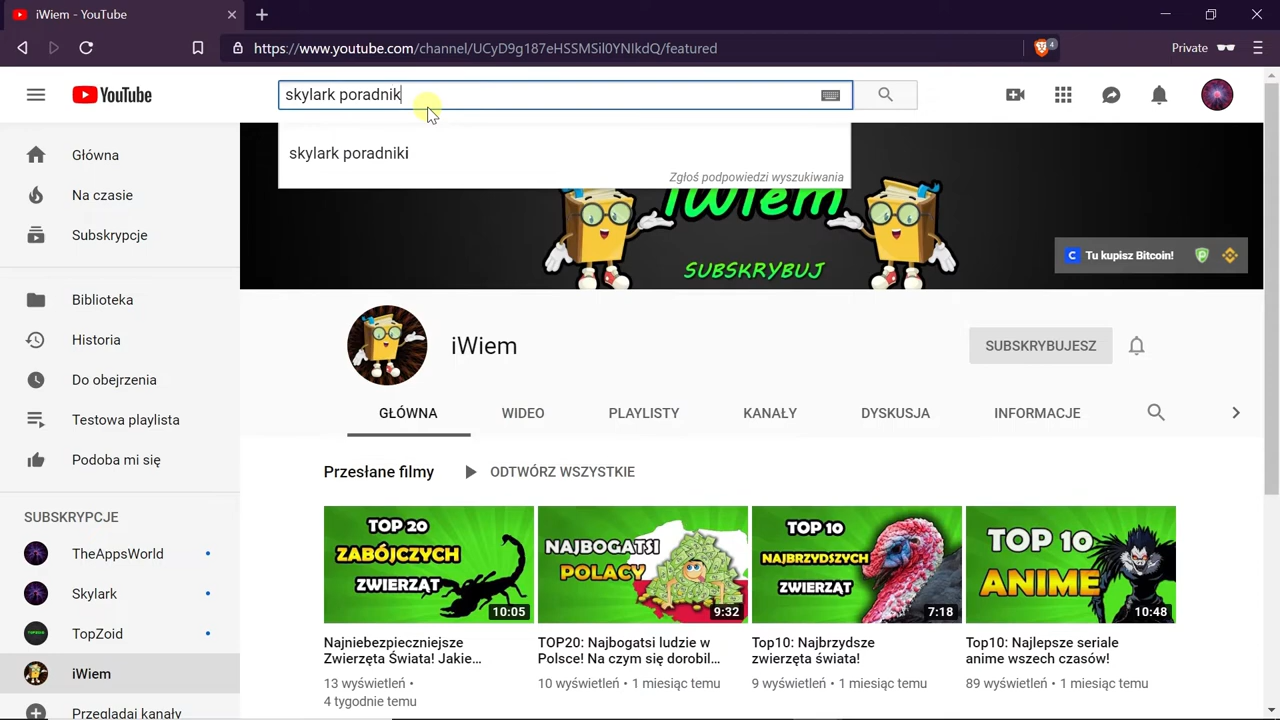 iWiem - YouTube
https://www.youtube.com/channel/UCyD9g187eHSSMSil0YNIkdQ/featured
4
Private
YouTube
skylark poradnik
skylark poradniki
Zgłoś podpowiedzi wyszukiwania
Główna
Na czasie
Subskrypcje
Biblioteka
Historia
Do obejrzenia
Testowa playlista
Podoba mi się
SUBSKRYPCJE
TheAppsWorld
Skylark
TopZoid
iWiem
Przeglądaj kanały
iWiem
SUBSKRYBUJ
Tu kupisz Bitcoin!
iWiem
SUBSKRYBUJESZ
GŁÓWNA
WIDEO
PLAYLISTY
KANAŁY
DYSKUSJA
INFORMACJE
Przesłane filmy
ODTWÓRZ WSZYSTKIE
TOP 20
ZABÓJCZYCH
ZWIERZĄT
10:05
Najniebezpieczniejsze
Zwierzęta Świata! Jakie...
13 wyświetleń •
4 tygodnie temu
NAJBOGATSI
POLACY
9:32
TOP20: Najbogatsi ludzie w
Polsce! Na czym się dorobil...
10 wyświetleń • 1 miesiąc temu
TOP 10
NAJBRZYDSZYCH
ZWIERZĄT
7:18
Top10: Najbrzydsze
zwierzęta świata!
9 wyświetleń • 1 miesiąc temu
TOP 10
ANIME
10:48
Top10: Najlepsze seriale
anime wszech czasów!
89 wyświetleń • 1 miesiąc temu